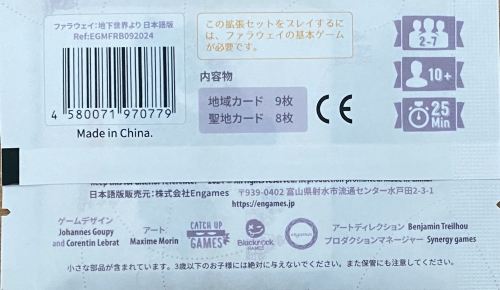 ファラウェイ：地下世界より 日本語版
Ref:EGMFRB092024
4 580071 970779
Made in China.
この拡張セットをプレイするに
は、ファラウェイの基本ゲーム
が必要です。
内容物
地域カード 9枚
聖地カード 8枚
CE
2-7
10+
25
Min
日本語版販売元：株式会社Engames 〒939-0402 富山県射水市流通センター水戸田2-3-1
https://engames.jp
ゲームデザイン
Johannes Goupy
and Corentin Lebrat
アート
Maxime Morin
CATCH UP
GAMES
Blackrock
GAMES
engames
アートディレクション Benjamin Treilhou
プロダクションマネージャー Synergy games
小さな部品が含まれています。3歳以下のお子様には絶対に与えないでください。また保管にも注意してください。